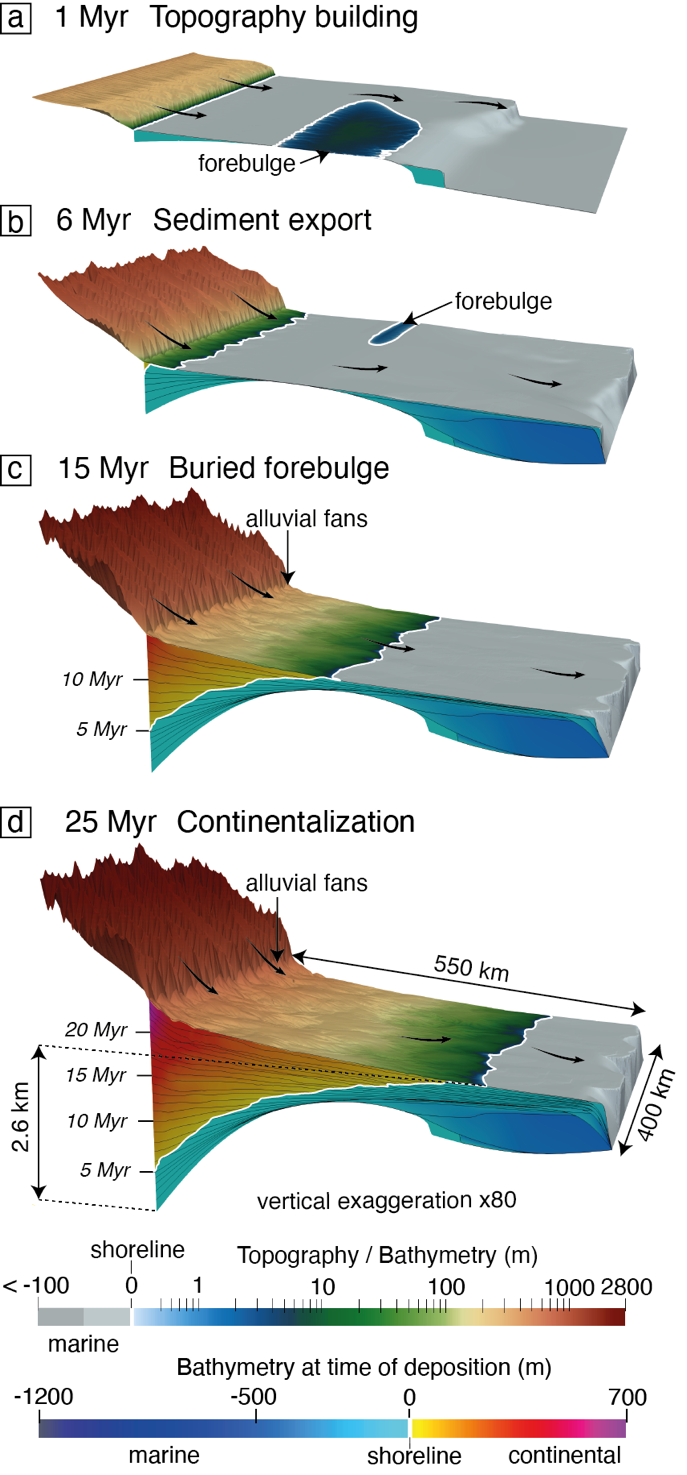 a 1 Myr Topography building
forebulge
b 6 Myr Sediment export
forebulge
c 15 Myr Buried forebulge
alluvial fans
10 Myr
5 Myr
d 25 Myr Continentalization
alluvial fans
550 km
20 Myr
15 Myr
10 Myr
5 Myr
2.6 km
400 km
vertical exaggeration x80
shoreline
Topography / Bathymetry (m)
< -100 0 1 10 100 1000 2800
marine
Bathymetry at time of deposition (m)
-1200 -500 0 700
marine shoreline continental